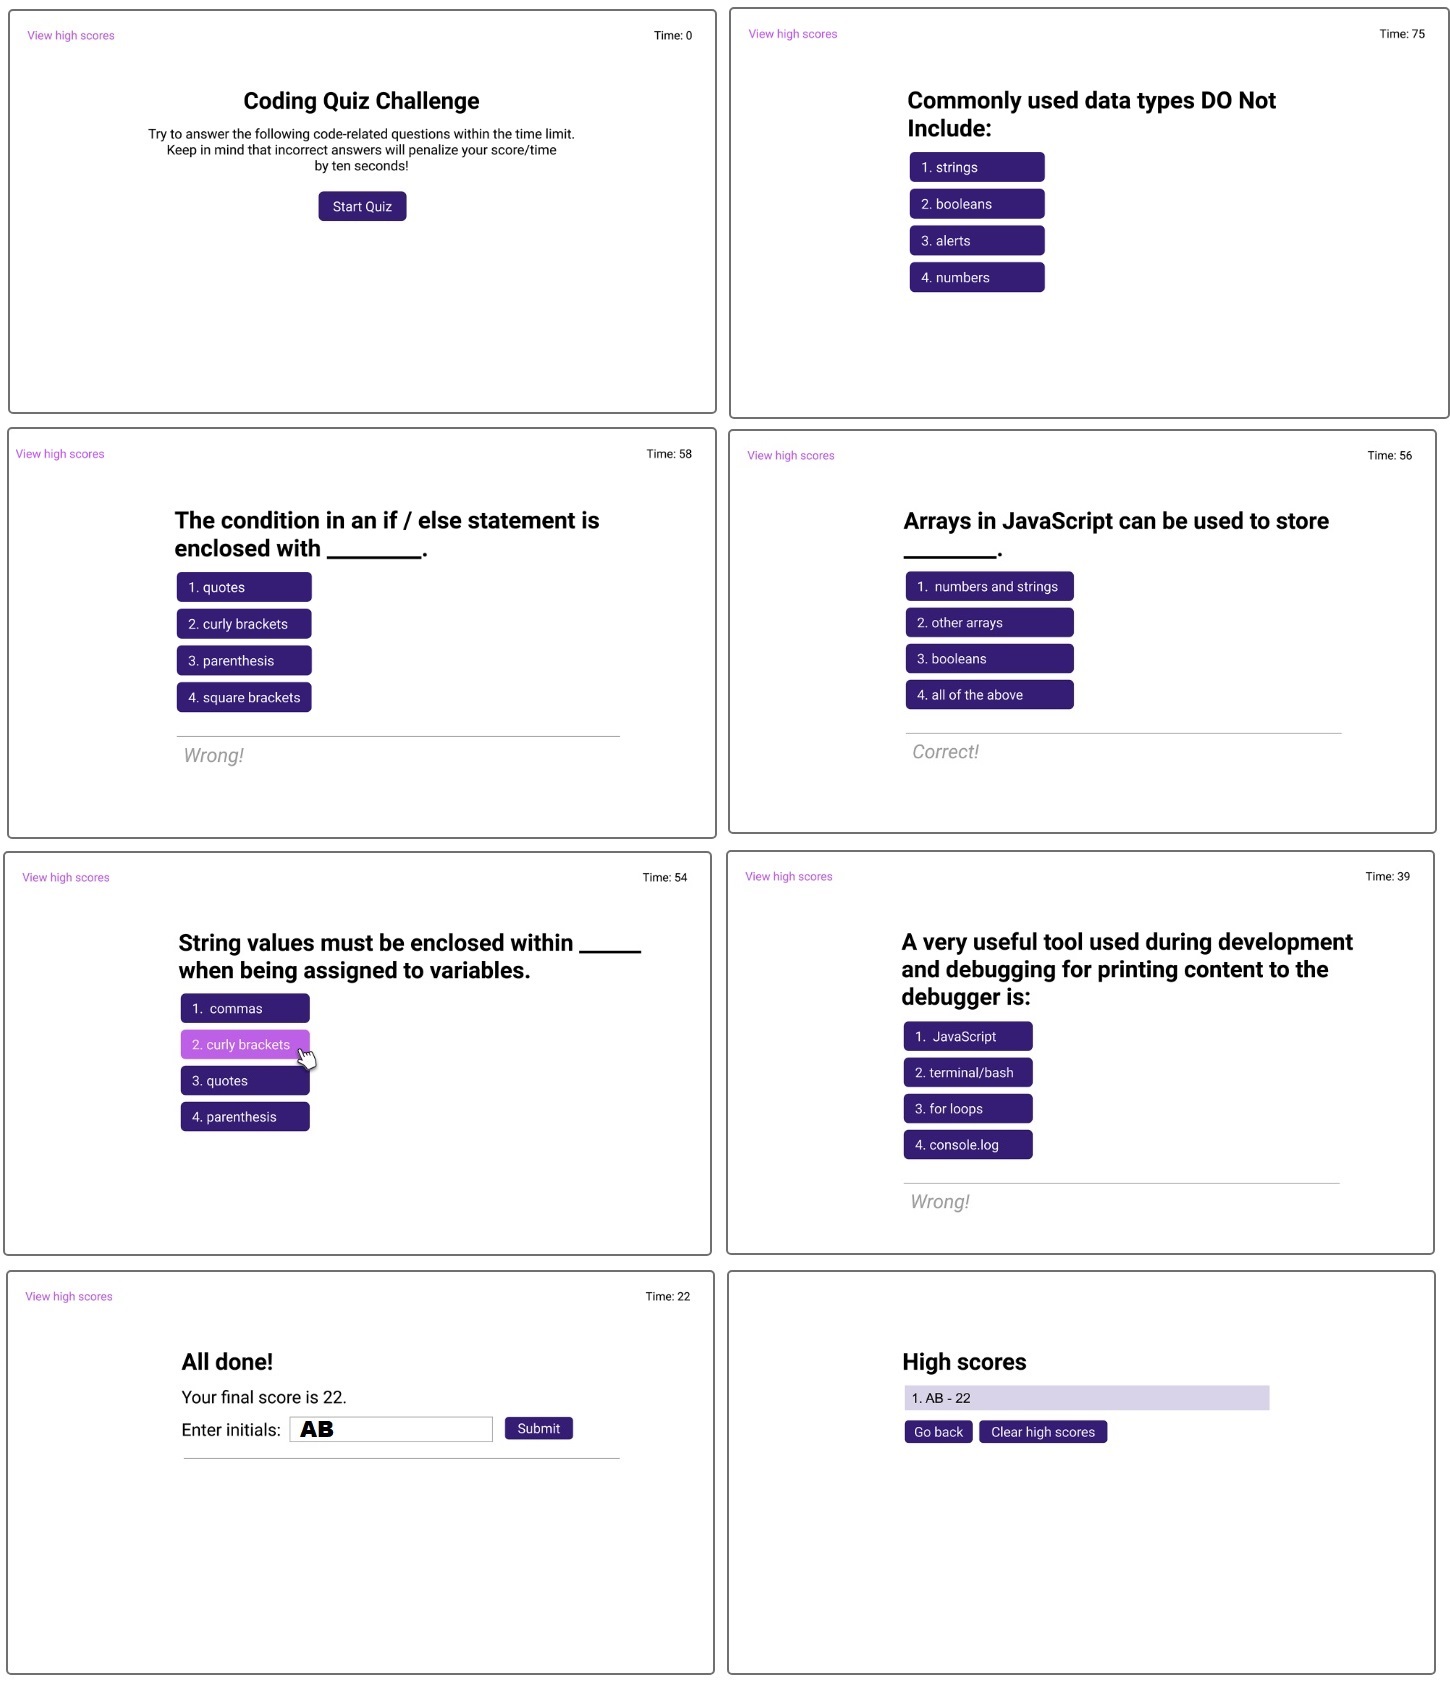 View high scores
Time: 0
Coding Quiz Challenge
Try to answer the following code-related questions within the time limit.
Keep in mind that incorrect answers will penalize your score/time
by ten seconds!
Start Quiz
View high scores
Time: 75
Commonly used data types DO Not
Include:
1. strings
2. booleans
3. alerts
4. numbers
View high scores
Time: 58
The condition in an if / else statement is
enclosed with ________.
1. quotes
2. curly brackets
3. parenthesis
4. square brackets
Wrong!
View high scores
Time: 56
Arrays in JavaScript can be used to store
________.
1. numbers and strings
2. other arrays
3. booleans
4. all of the above
Correct!
View high scores
Time: 54
String values must be enclosed within _____
when being assigned to variables.
1. commas
2. curly brackets
3. quotes
4. parenthesis
View high scores
Time: 39
A very useful tool used during development
and debugging for printing content to the
debugger is:
1. JavaScript
2. terminal/bash
3. for loops
4. console.log
Wrong!
View high scores
Time: 22
All done!
Your final score is 22.
Enter initials: AB Submit
High scores
1. AB - 22
Go back Clear high scores